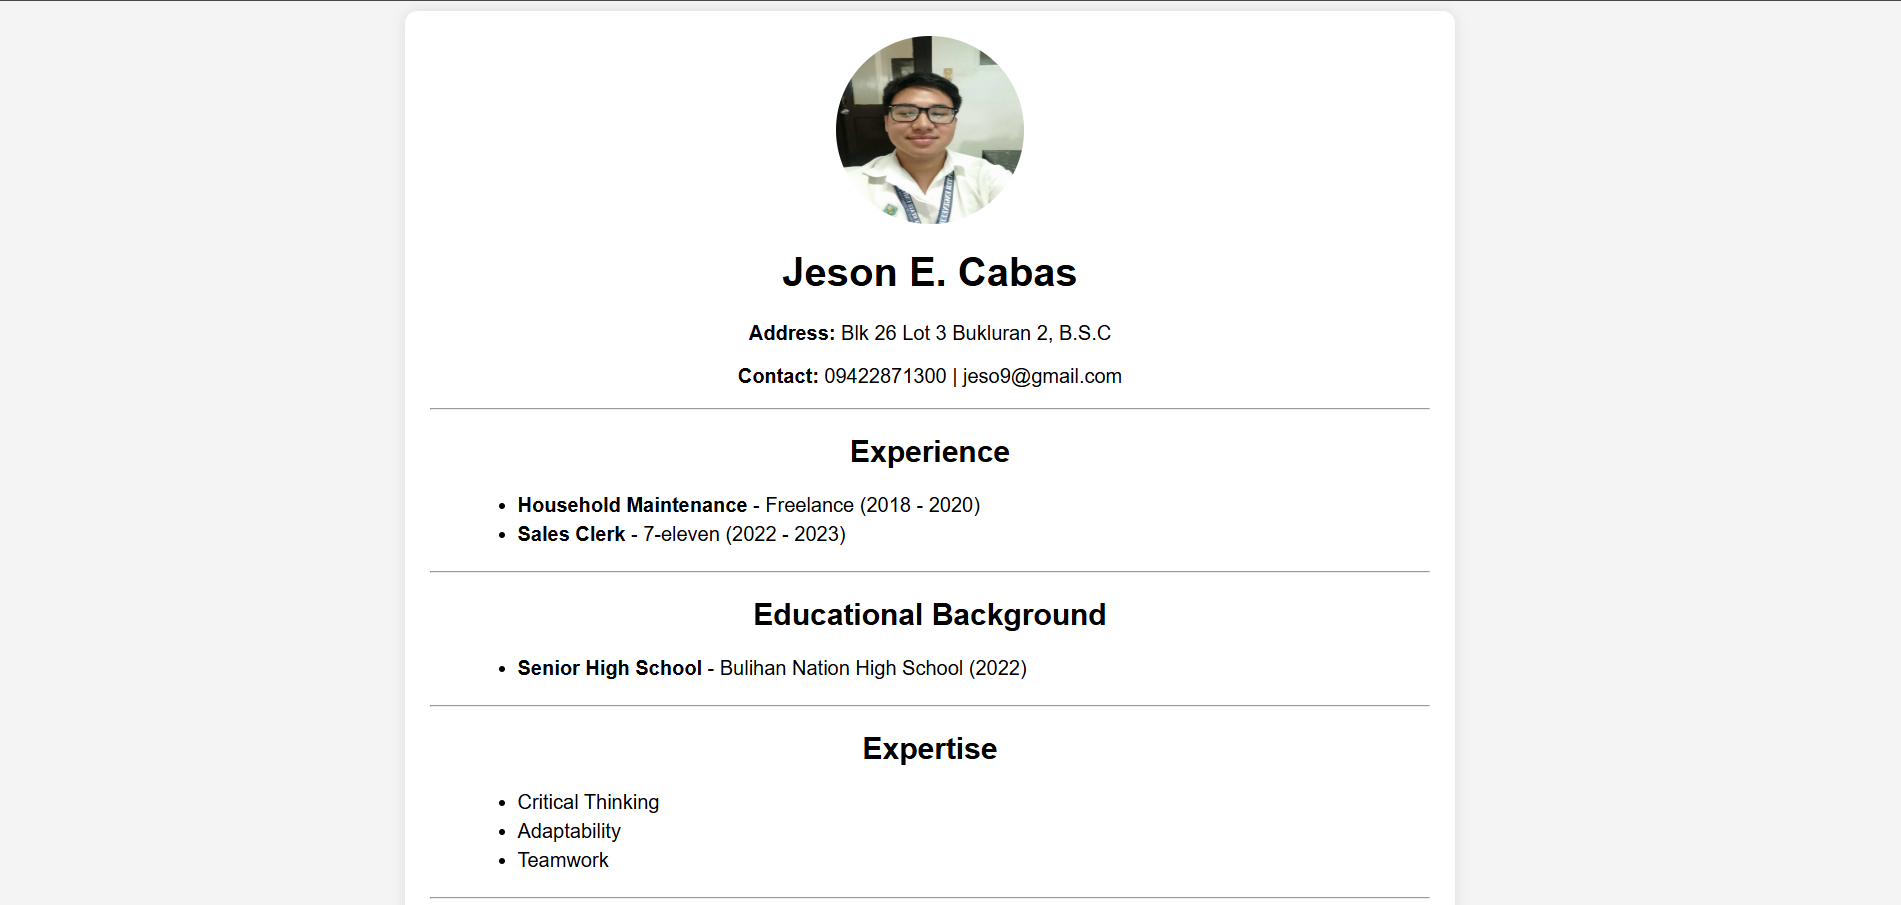 Jeson E. Cabas
Address: Blk 26 Lot 3 Bukluran 2, B.S.C
Contact: 09422871300 | jeso9@gmail.com
Experience
Household Maintenance - Freelance (2018 - 2020)
Sales Clerk - 7-eleven (2022 - 2023)
Educational Background
Senior High School - Bulihan Nation High School (2022)
Expertise
Critical Thinking
Adaptability
Teamwork